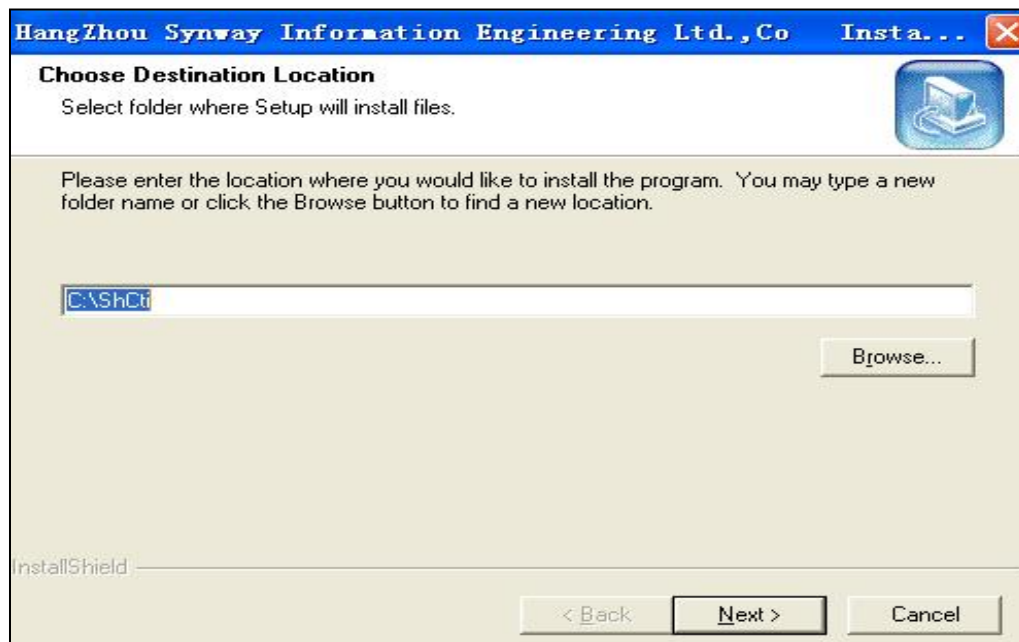 HangZhou Synway Information Engineering Ltd.,Co Insta...
Choose Destination Location
Select folder where Setup will install files.
Please enter the location where you would like to install the program. You may type a new
folder name or click the Browse button to find a new location.
C:\ShCti
Browse...
InstallShield
< Back Next > Cancel